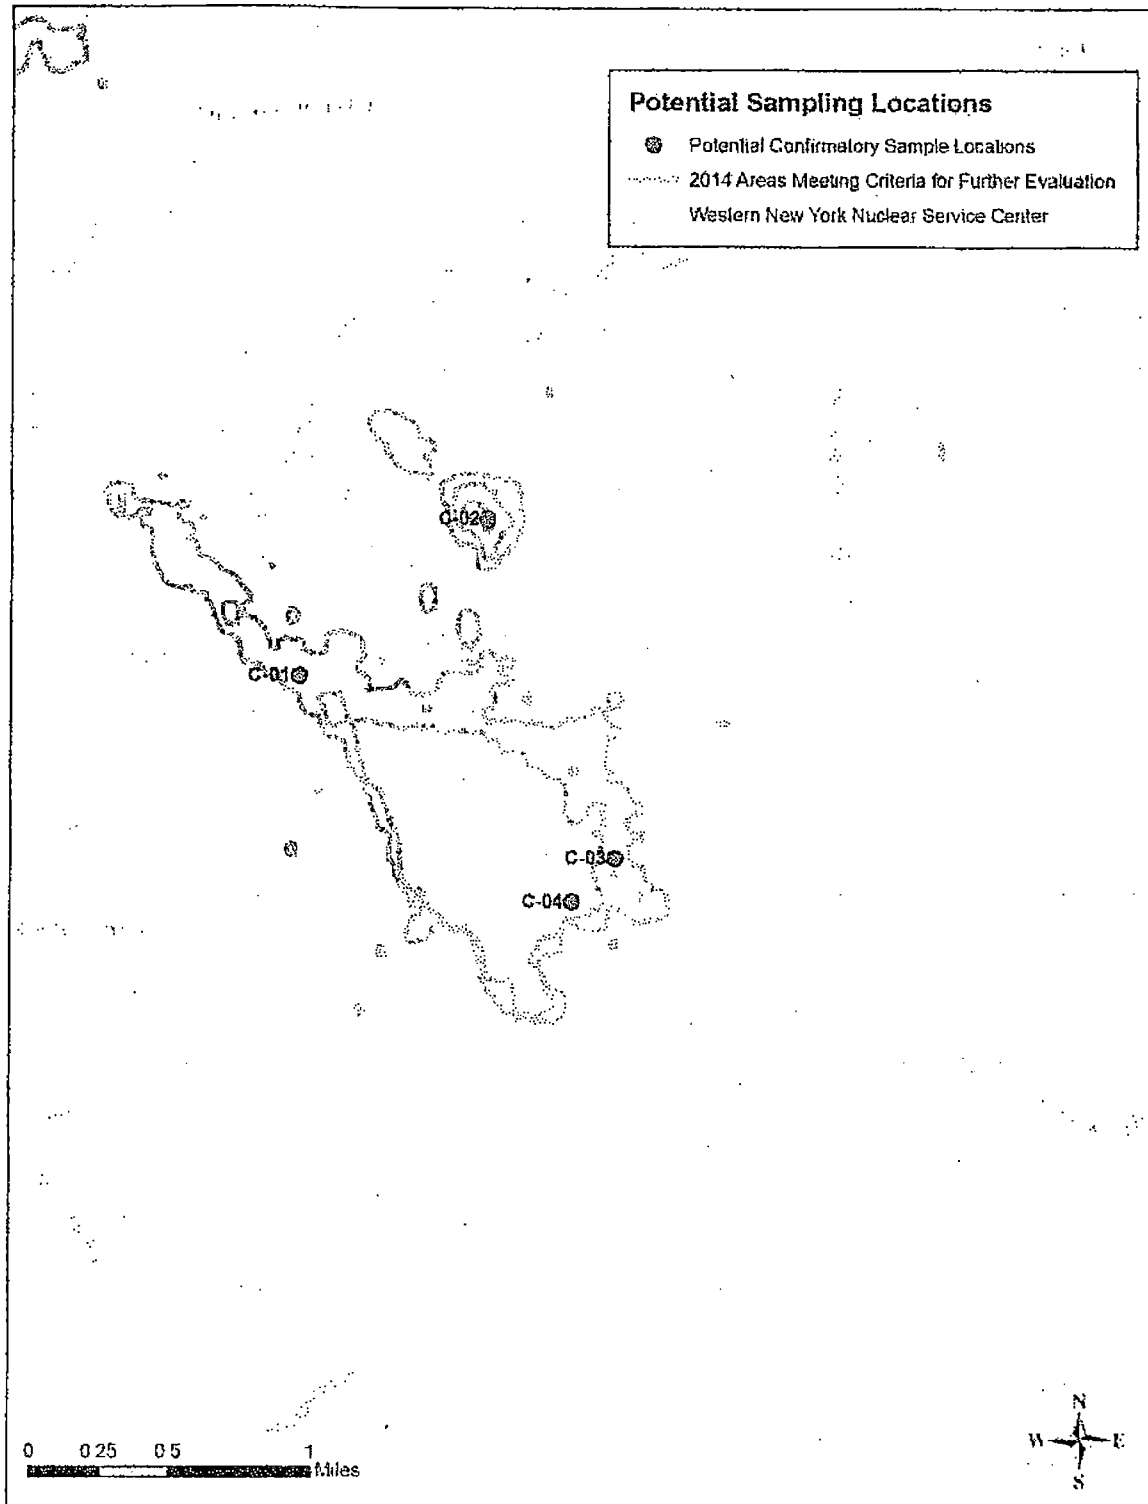 Potential Sampling Locations
Potential Confirmatory Sample Locations
2014 Areas Meeting Criteria for Further Evaluation
Western New York Nuclear Service Center
C-02
C-01
C-03
C-04
0 0 25 0 5 1
Miles
N
W E
S